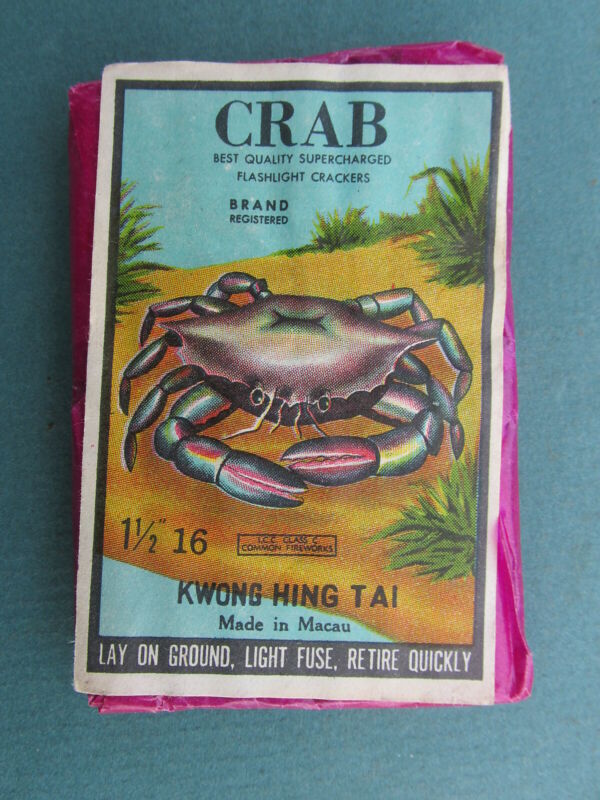 CRAB
BEST QUALITY SUPERCHARGED
FLASHLIGHT CRACKERS
BRAND
REGISTERED
1½" 16
I.C.C. CLASS C
COMMON FIREWORKS
KWONG HING TAI
Made in Macau
LAY ON GROUND, LIGHT FUSE, RETIRE QUICKLY